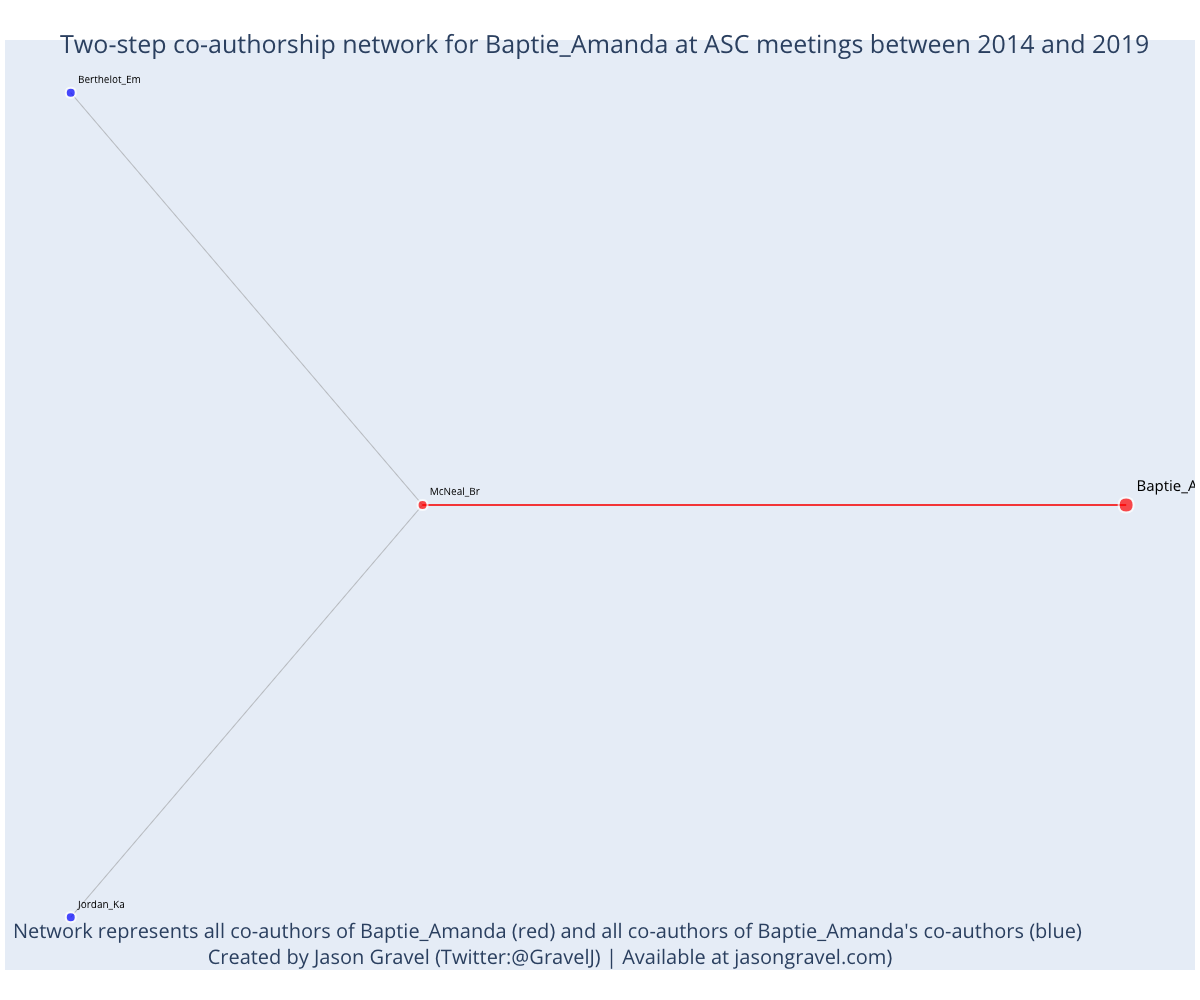 Two-step co-authorship network for Baptie_Amanda at ASC meetings between 2014 and 2019
Berthelot_Em
McNeal_Br
Baptie_A
Jordan_Ka
Network represents all co-authors of Baptie_Amanda (red) and all co-authors of Baptie_Amanda's co-authors (blue)
Created by Jason Gravel (Twitter:@GravelJ) | Available at jasongravel.com)